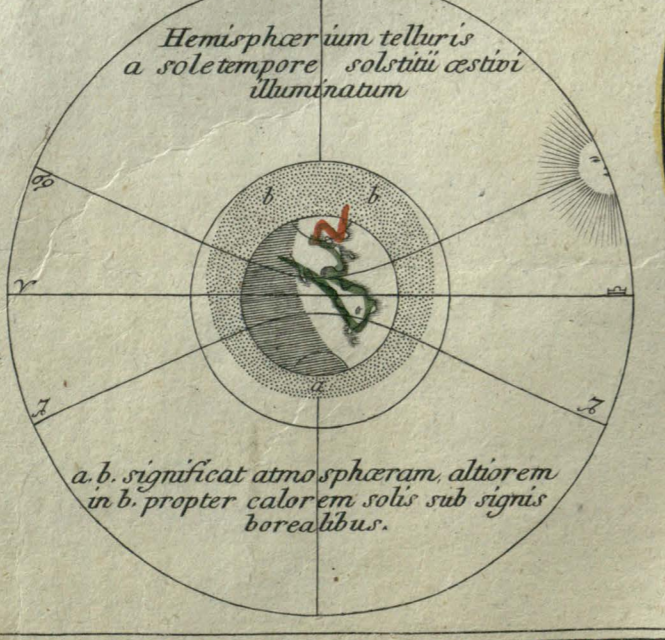 Hemisphærium telluris
a sole tempore solstitii æstivi
illuminatum
b b
a
a. b. significat atmosphæram, altiorem
in b. propter calorem solis sub signis
borealibus.